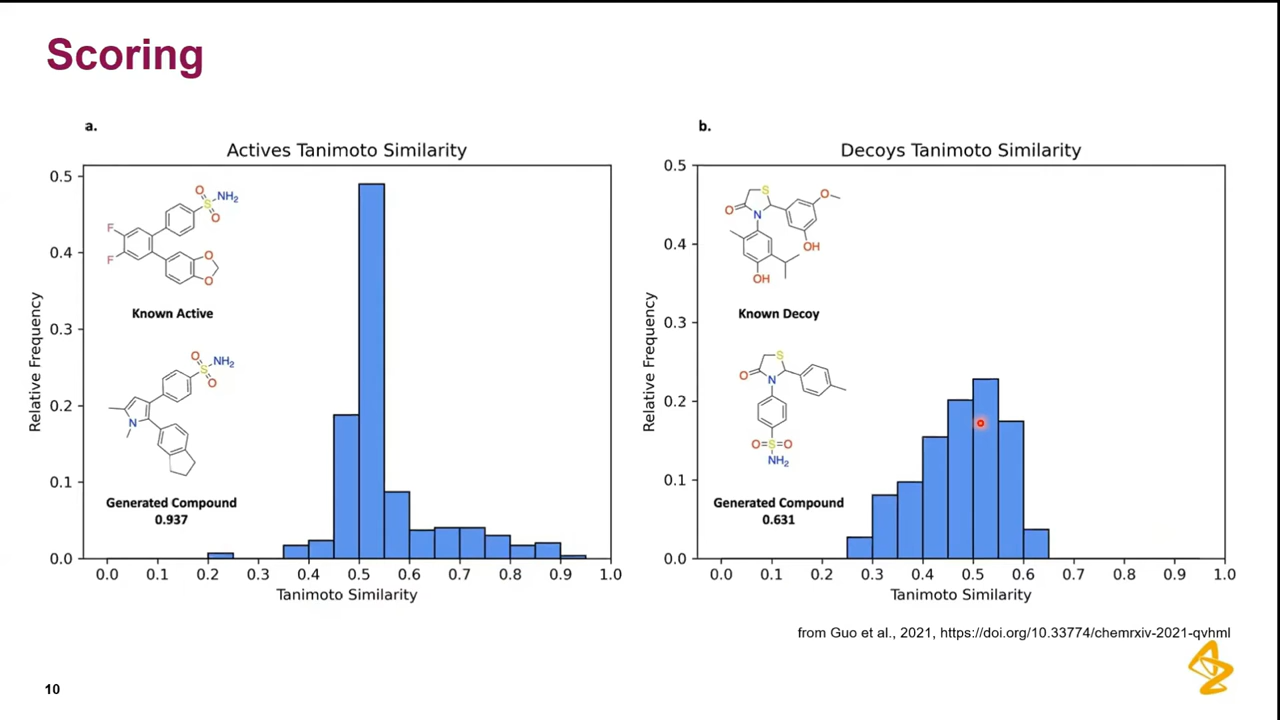 Scoring
a.
Actives Tanimoto Similarity
Relative Frequency
0.5
0.4
0.3
0.2
0.1
0.0
0.0 0.1 0.2 0.3 0.4 0.5 0.6 0.7 0.8 0.9 1.0
Tanimoto Similarity
O
S
NH2
O
F
F
O
O
Known Active
O
S
NH2
O
N
Generated Compound
0.937
b.
Decoys Tanimoto Similarity
Relative Frequency
0.5
0.4
0.3
0.2
0.1
0.0
0.0 0.1 0.2 0.3 0.4 0.5 0.6 0.7 0.8 0.9 1.0
Tanimoto Similarity
S
O
O
N
OH
OH
Known Decoy
S
O
N
O S O
NH2
Generated Compound
0.631
from Guo et al., 2021, https://doi.org/10.33774/chemrxiv-2021-qvhml
10